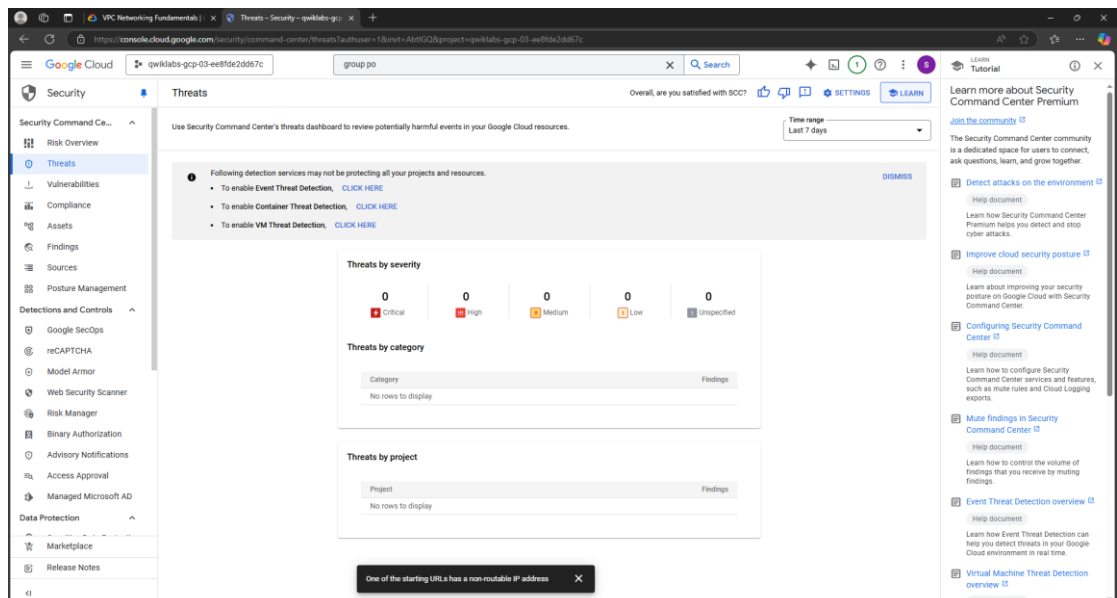 VPC Networking Fundamentals |
Threats – Security – qwiklabs-gcp
https://console.cloud.google.com/security/command-center/threats?authuser=1&invt=AbtlGQ&project=qwiklabs-gcp-03-ee8fde2dd67c
Google Cloud
qwiklabs-gcp-03-ee8fde2dd67c
group po
Search
1
S
LEARN
Tutorial
Security
Security Command Ce...
Risk Overview
Threats
Vulnerabilities
Compliance
Assets
Findings
Sources
Posture Management
Detections and Controls
Google SecOps
reCAPTCHA
Model Armor
Web Security Scanner
Risk Manager
Binary Authorization
Advisory Notifications
Access Approval
Managed Microsoft AD
Data Protection
Marketplace
Release Notes
Threats
Overall, are you satisfied with SCC?
SETTINGS
LEARN
Use Security Command Center's threats dashboard to review potentially harmful events in your Google Cloud resources.
Time range
Last 7 days
Following detection services may not be protecting all your projects and resources.
DISMISS
To enable Event Threat Detection, CLICK HERE
To enable Container Threat Detection, CLICK HERE
To enable VM Threat Detection, CLICK HERE
Threats by severity
0 0 0 0 0
Critical High Medium Low Unspecified
Threats by category
Category Findings
No rows to display
Threats by project
Project Findings
No rows to display
One of the starting URLs has a non-routable IP address
Learn more about Security
Command Center Premium
Join the community
The Security Command Center community
is a dedicated space for users to connect,
ask questions, learn, and grow together.
Detect attacks on the environment
Help document
Learn how Security Command Center
Premium helps you detect and stop
cyber attacks.
Improve cloud security posture
Help document
Learn about improving your security
posture on Google Cloud with Security
Command Center.
Configuring Security Command
Center
Help document
Learn how to configure Security
Command Center services and features,
such as mute rules and Cloud Logging
exports.
Mute findings in Security
Command Center
Help document
Learn how to control the volume of
findings that you receive by muting
findings.
Event Threat Detection overview
Help document
Learn how Event Threat Detection can
help you detect threats in your Google
Cloud environment in real time.
Virtual Machine Threat Detection
overview